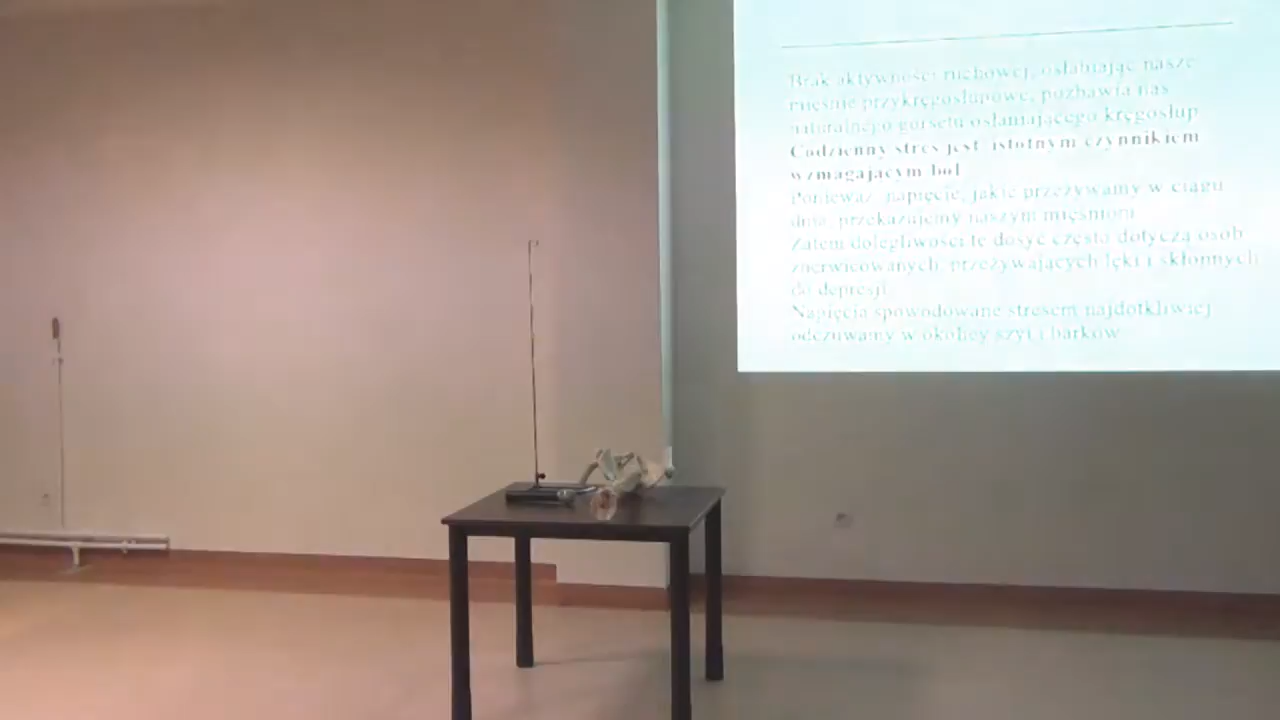 Brak aktywności ruchowej, osłabiając nasze
mięśnie przykręgosłupowe, pozbawia nas
naturalnego gorsetu osłaniającego kręgosłup
Codzienny stres jest istotnym czynnikiem
wzmagającym ból
Ponieważ napięcie, jakie przeżywamy w ciągu
dnia, przekazujemy naszym mięśniom
Zatem dolegliwości te dosyć często dotyczą osób
znerwicowanych, przeżywających lęki i skłonnych
do depresji
Napięcia spowodowane stresem najdotkliwiej
odczuwamy w okolicy szyi i barków